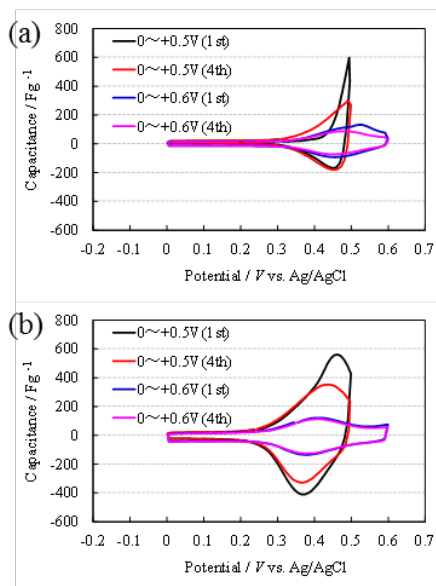 (a)
800
600
400
200
0
-200
-400
-600
Capacitance / Fg⁻¹
0～+0.5V (1st)
0～+0.5V (4th)
0～+0.6V (1st)
0～+0.6V (4th)
-0.2 -0.1 0 0.1 0.2 0.3 0.4 0.5 0.6 0.7
Potential / V vs. Ag/AgCl
(b)
800
600
400
200
0
-200
-400
-600
Capacitance / Fg⁻¹
0～+0.5V (1st)
0～+0.5V (4th)
0～+0.6V (1st)
0～+0.6V (4th)
-0.2 -0.1 0 0.1 0.2 0.3 0.4 0.5 0.6 0.7
Potential / V vs. Ag/AgCl